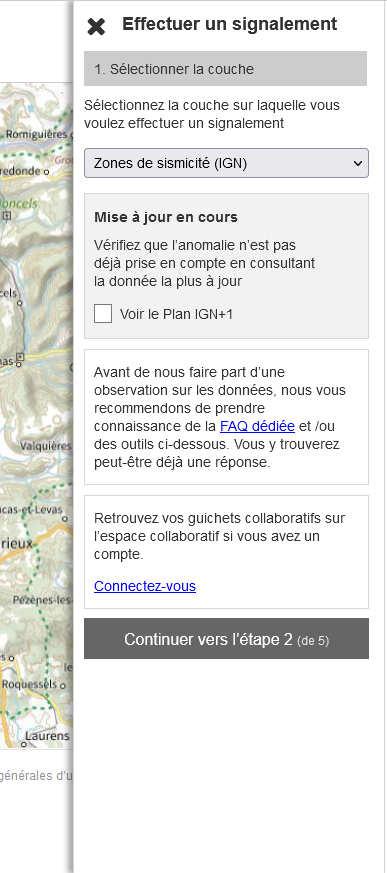 Effectuer un signalement
1. Sélectionner la couche
Sélectionnez la couche sur laquelle vous
voulez effectuer un signalement
Zones de sismicité (IGN)
Mise à jour en cours
Vérifiez que l'anomalie n'est pas
déjà prise en compte en consultant
la donnée la plus à jour
Voir le Plan IGN+1
Avant de nous faire part d'une
observation sur les données, nous vous
recommendons de prendre
connaissance de la FAQ dédiée et /ou
des outils ci-dessous. Vous y trouverez
peut-être déjà une réponse.
Retrouvez vos guichets collaboratifs sur
l'espace collaboratif si vous avez un
compte.
Connectez-vous
Continuer vers l'étape 2 (de 5)
Romiguières
redonde
oncels
cels
nas
Valquières
cas-et-Levas
rieux-
Pézènes-les-
es
le
Roquessels
Laurens
générales d'u